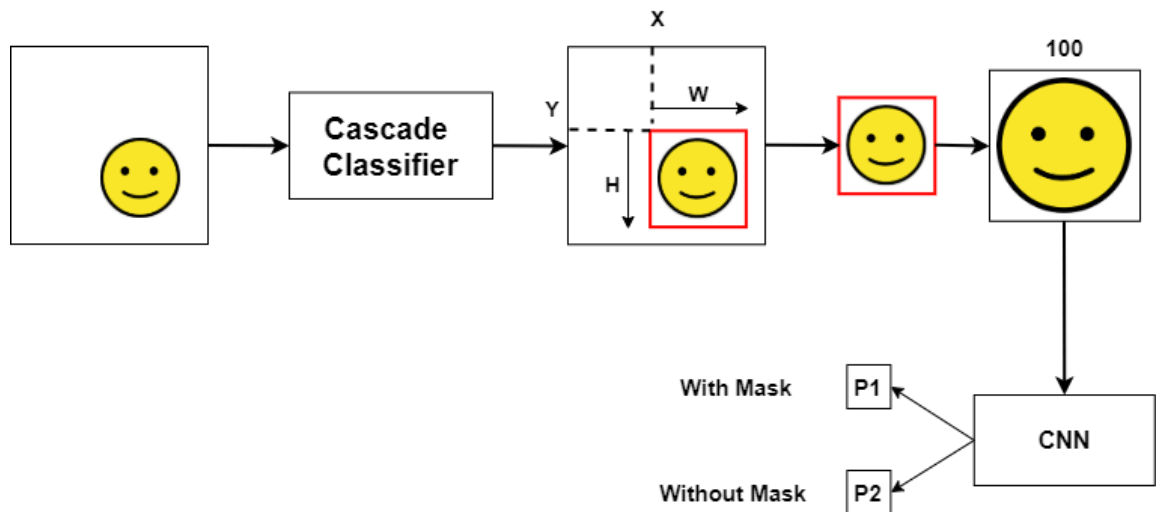 X
100
Y
W
Cascade
Classifier
H
With Mask
P1
CNN
Without Mask
P2